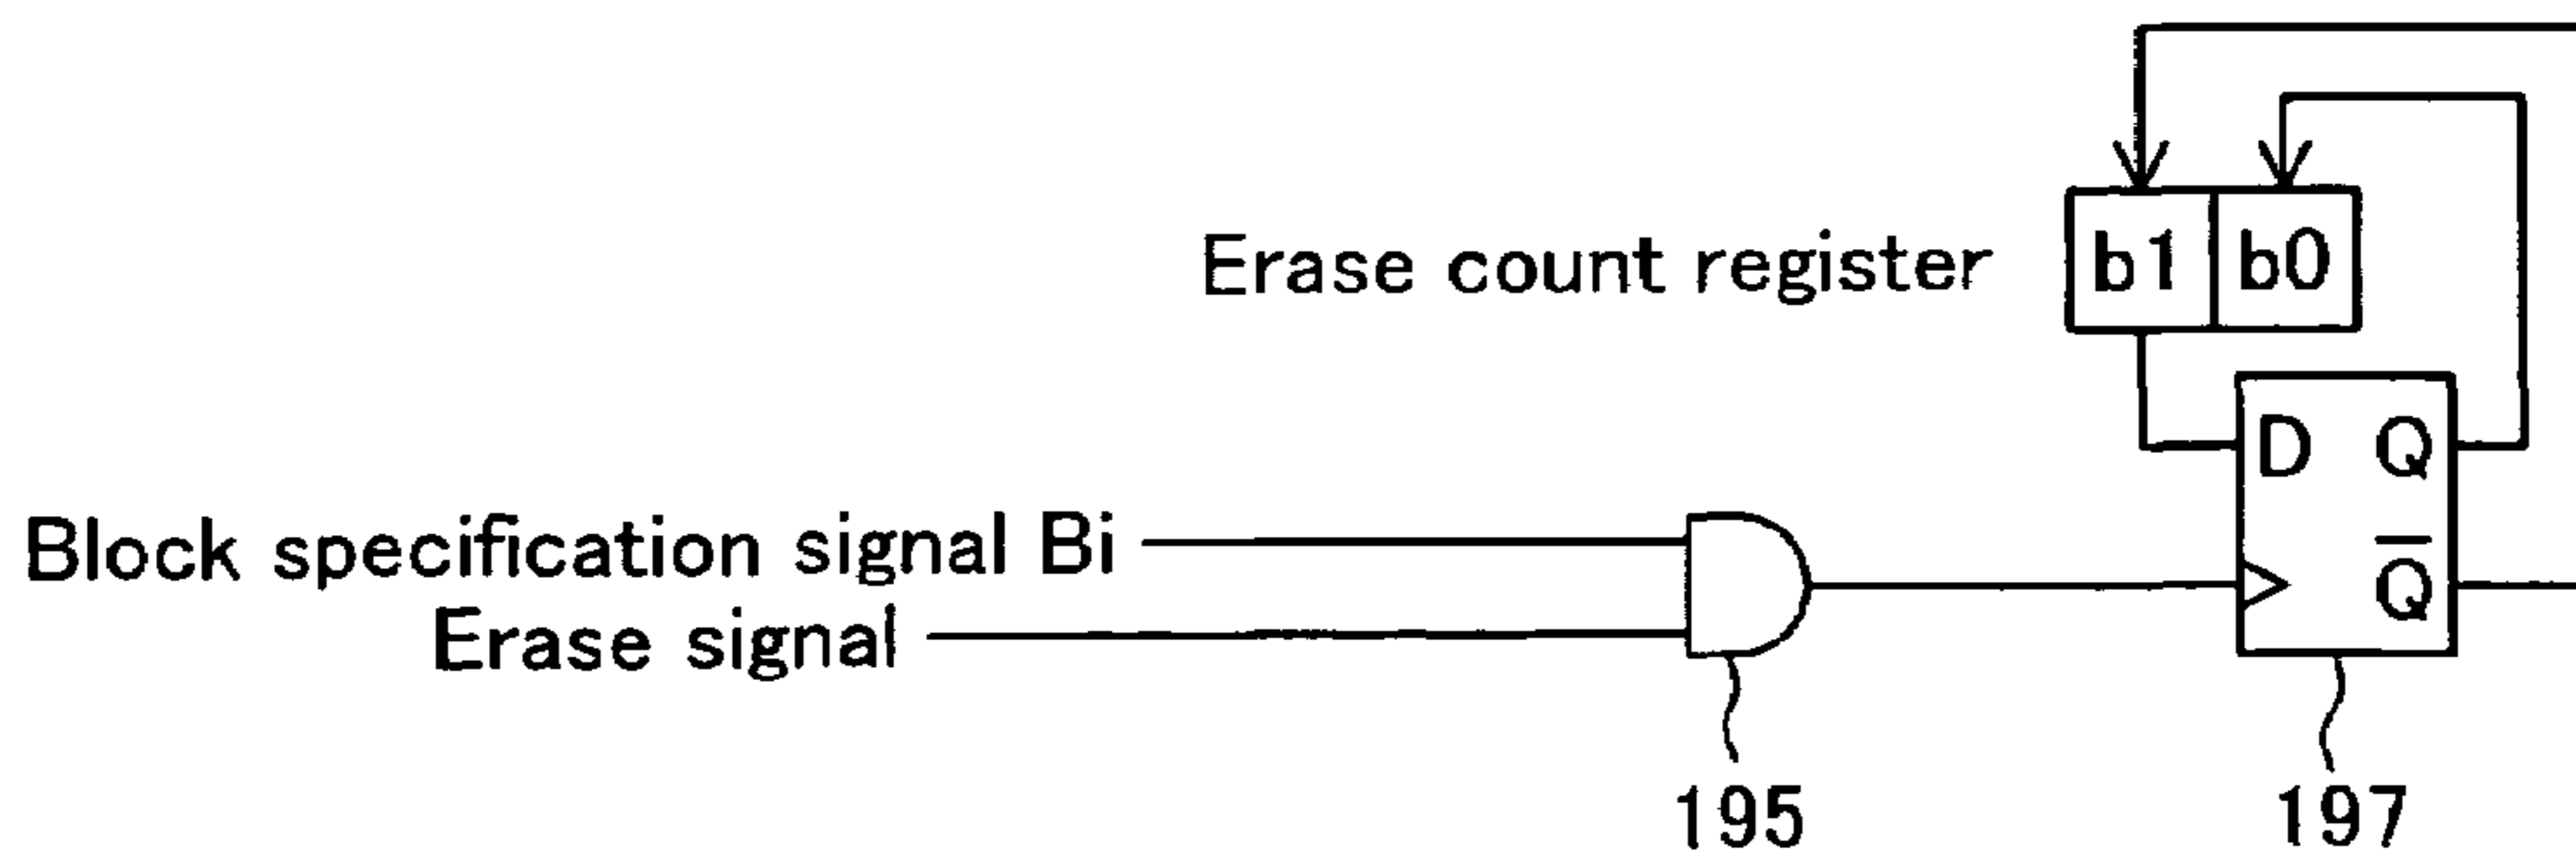 Erase count register
b1 b0
D Q
Block specification signal Bi
Q̅
Erase signal
195
197